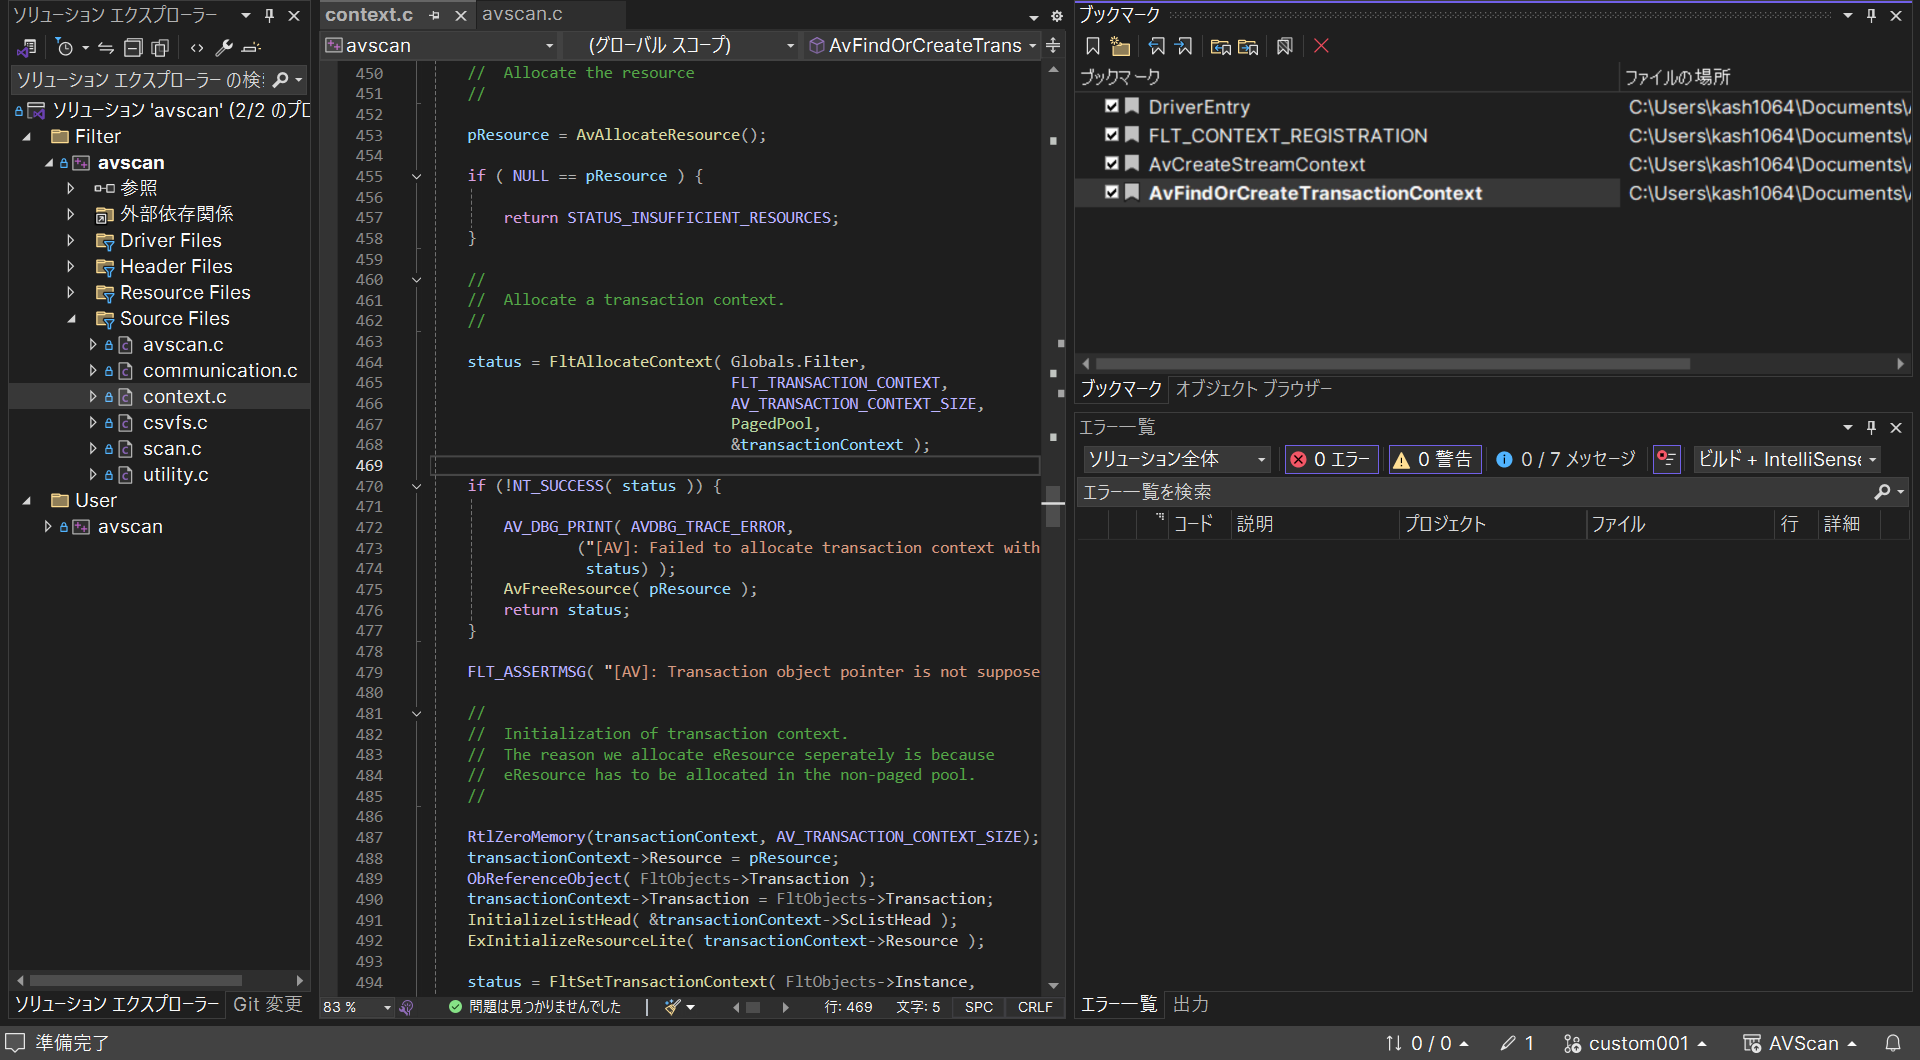 ソリューション エクスプローラー
ソリューション エクスプローラー の検
ソリューション 'avscan' (2/2 のプロ
Filter
avscan
参照
外部依存関係
Driver Files
Header Files
Resource Files
Source Files
avscan.c
communication.c
context.c
csvfs.c
scan.c
utility.c
User
avscan
ソリューション エクスプローラー Git 変更
context.c avscan.c
avscan (グローバル スコープ) AvFindOrCreateTrans
450 // Allocate the resource
451 //
452
453 pResource = AvAllocateResource();
454
455 if ( NULL == pResource ) {
456
457 return STATUS_INSUFFICIENT_RESOURCES;
458 }
459
460 //
461 // Allocate a transaction context.
462 //
463
464 status = FltAllocateContext( Globals.Filter,
465 FLT_TRANSACTION_CONTEXT,
466 AV_TRANSACTION_CONTEXT_SIZE,
467 PagedPool,
468 &transactionContext );
469
470 if (!NT_SUCCESS( status )) {
471
472 AV_DBG_PRINT( AVDBG_TRACE_ERROR,
473 ("[AV]: Failed to allocate transaction context with
474 status) );
475 AvFreeResource( pResource );
476 return status;
477 }
478
479 FLT_ASSERTMSG( "[AV]: Transaction object pointer is not suppose
480
481 //
482 // Initialization of transaction context.
483 // The reason we allocate eResource seperately is because
484 // eResource has to be allocated in the non-paged pool.
485 //
486
487 RtlZeroMemory(transactionContext, AV_TRANSACTION_CONTEXT_SIZE);
488 transactionContext->Resource = pResource;
489 ObReferenceObject( FltObjects->Transaction );
490 transactionContext->Transaction = FltObjects->Transaction;
491 InitializeListHead( &transactionContext->ScListHead );
492 ExInitializeResourceLite( transactionContext->Resource );
493
494 status = FltSetTransactionContext( FltObjects->Instance,
83 % 問題は見つかりませんでした 行: 469 文字: 5 SPC CRLF
ブックマーク
ブックマーク ファイルの場所
DriverEntry C:\Users\kash1064\Documents\
FLT_CONTEXT_REGISTRATION C:\Users\kash1064\Documents\
AvCreateStreamContext C:\Users\kash1064\Documents\
AvFindOrCreateTransactionContext C:\Users\kash1064\Documents\
ブックマーク オブジェクト ブラウザー
エラー一覧
ソリューション全体 0 エラー 0 警告 0 / 7 メッセージ ビルド + IntelliSense
エラー一覧を検索
コード 説明 プロジェクト ファイル 行 詳細
エラー一覧 出力
準備完了 0 / 0 1 custom001 AVScan